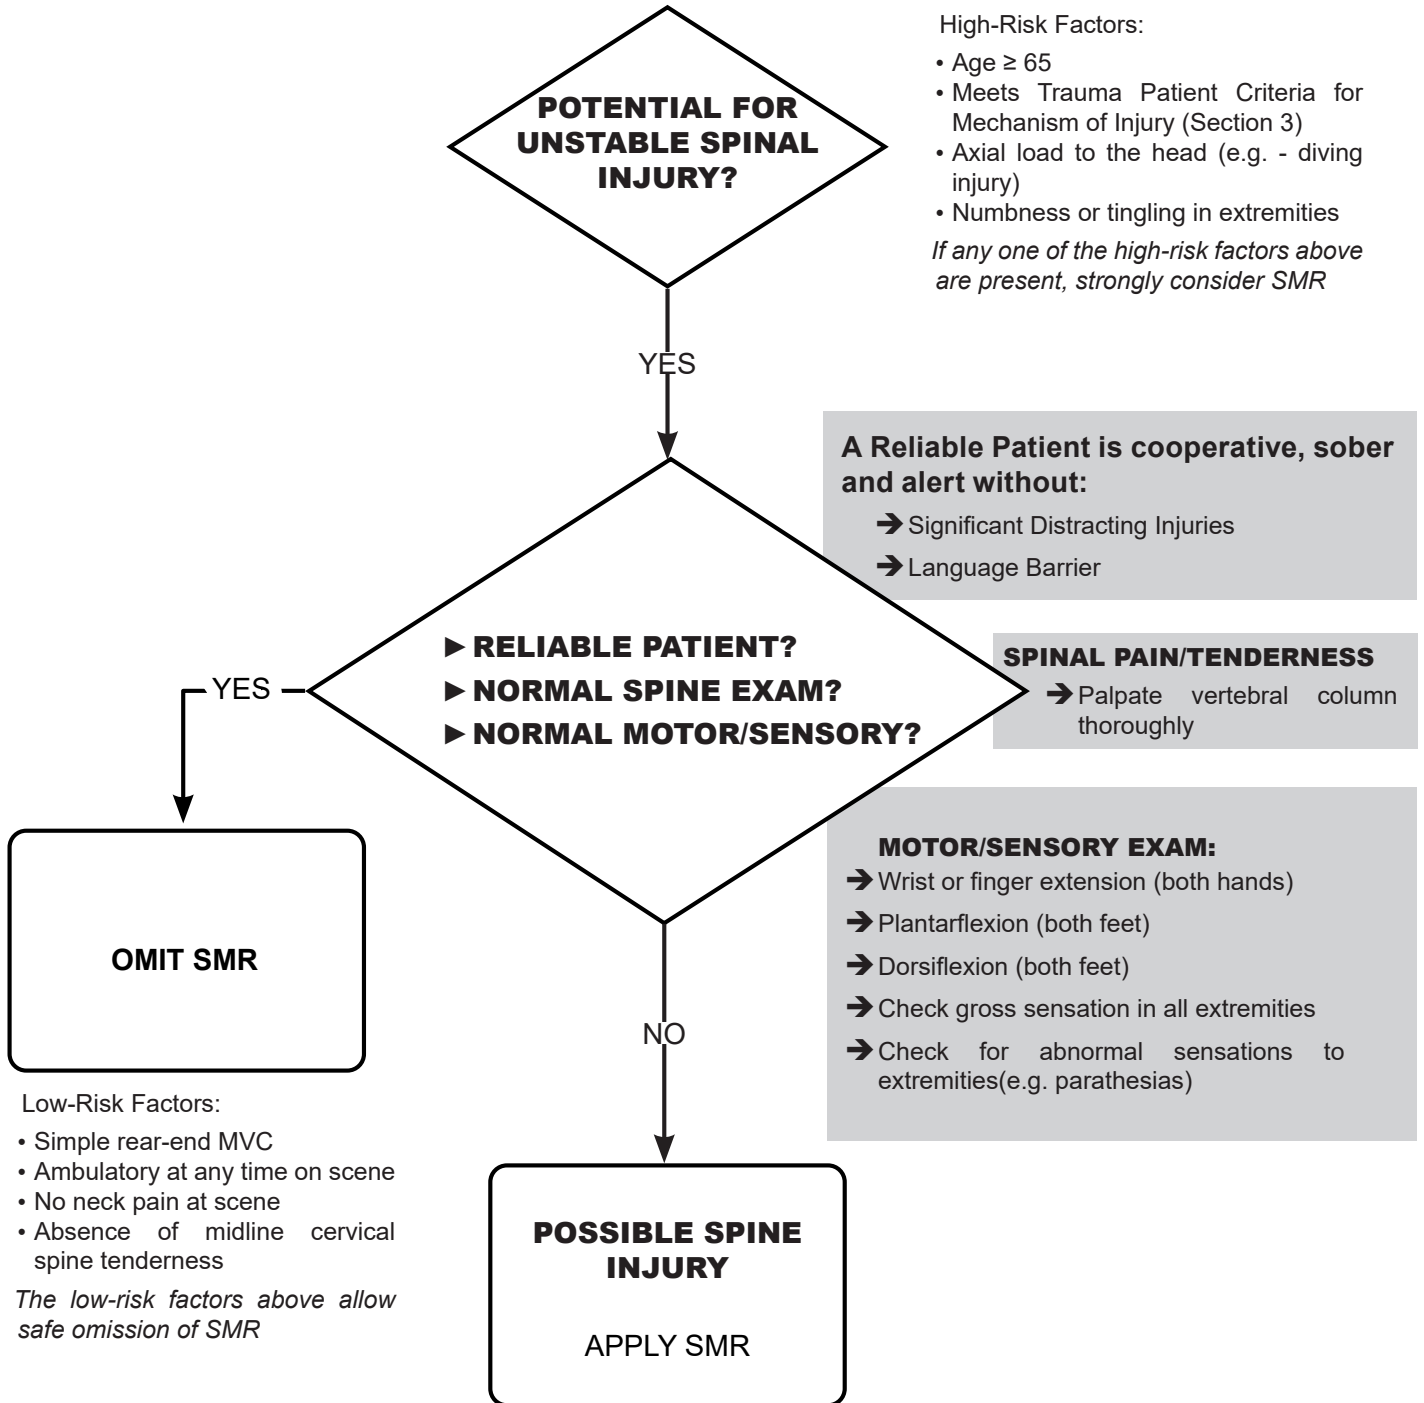 POTENTIAL FOR
UNSTABLE SPINAL
INJURY?
High-Risk Factors:
• Age ≥ 65
• Meets Trauma Patient Criteria for
Mechanism of Injury (Section 3)
• Axial load to the head (e.g. - diving
injury)
• Numbness or tingling in extremities
If any one of the high-risk factors above
are present, strongly consider SMR
YES
A Reliable Patient is cooperative, sober
and alert without:
➔ Significant Distracting Injuries
➔ Language Barrier
► RELIABLE PATIENT?
► NORMAL SPINE EXAM?
► NORMAL MOTOR/SENSORY?
SPINAL PAIN/TENDERNESS
➔ Palpate vertebral column
thoroughly
YES
MOTOR/SENSORY EXAM:
➔ Wrist or finger extension (both hands)
➔ Plantarflexion (both feet)
➔ Dorsiflexion (both feet)
➔ Check gross sensation in all extremities
➔ Check for abnormal sensations to
extremities(e.g. parathesias)
OMIT SMR
NO
Low-Risk Factors:
• Simple rear-end MVC
• Ambulatory at any time on scene
• No neck pain at scene
• Absence of midline cervical
spine tenderness
The low-risk factors above allow
safe omission of SMR
POSSIBLE SPINE
INJURY
APPLY SMR